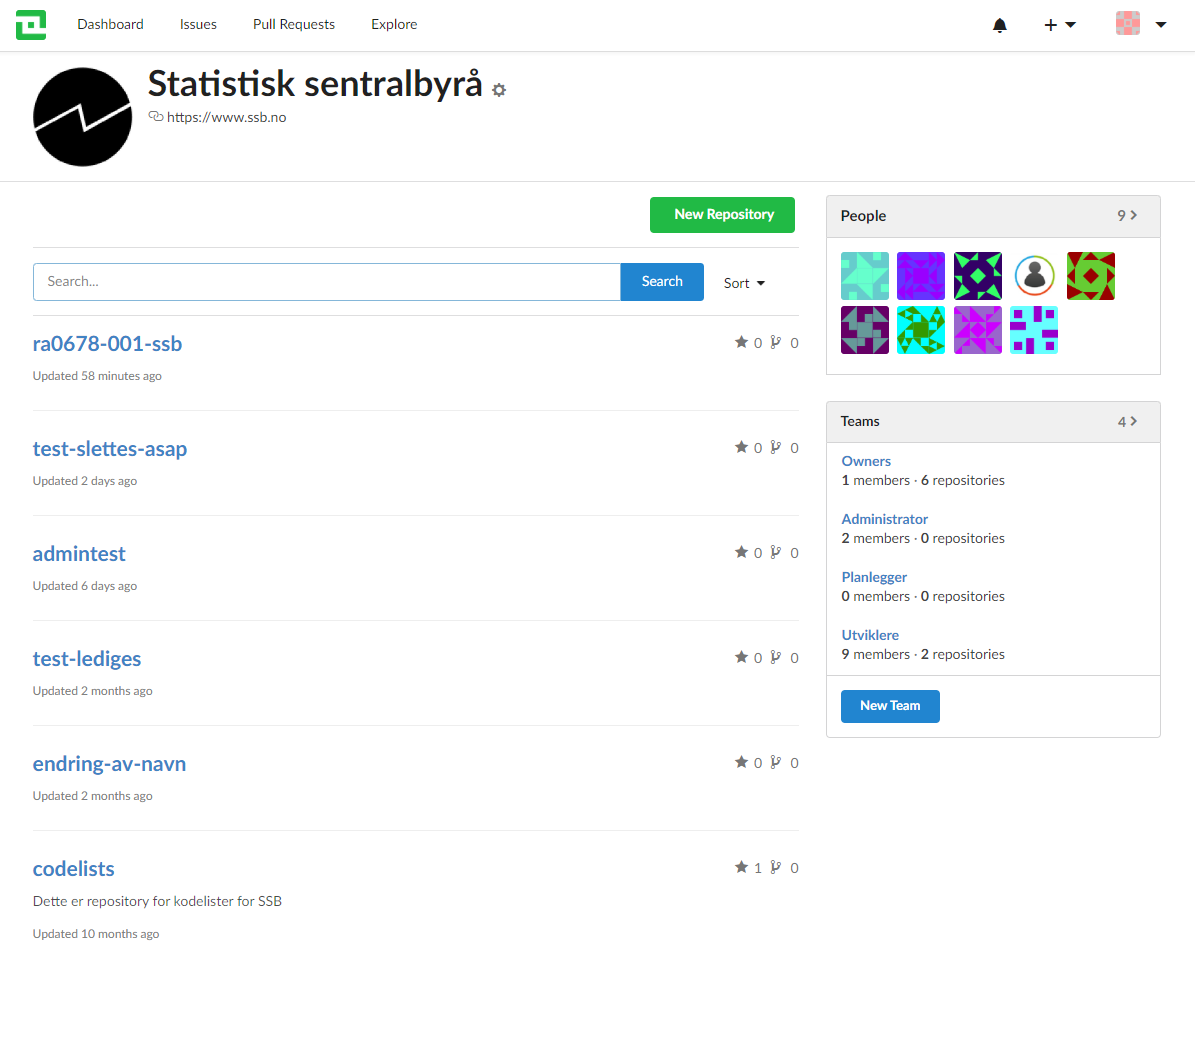 Dashboard Issues Pull Requests Explore
Statistisk sentralbyrå
https://www.ssb.no
New Repository
Search... Search Sort
ra0678-001-ssb 0 0
Updated 58 minutes ago
test-slettes-asap 0 0
Updated 2 days ago
admintest 0 0
Updated 6 days ago
test-lediges 0 0
Updated 2 months ago
endring-av-navn 0 0
Updated 2 months ago
codelists 1 0
Dette er repository for kodelister for SSB
Updated 10 months ago
People 9
Teams 4
Owners
1 members · 6 repositories
Administrator
2 members · 0 repositories
Planlegger
0 members · 0 repositories
Utviklere
9 members · 2 repositories
New Team